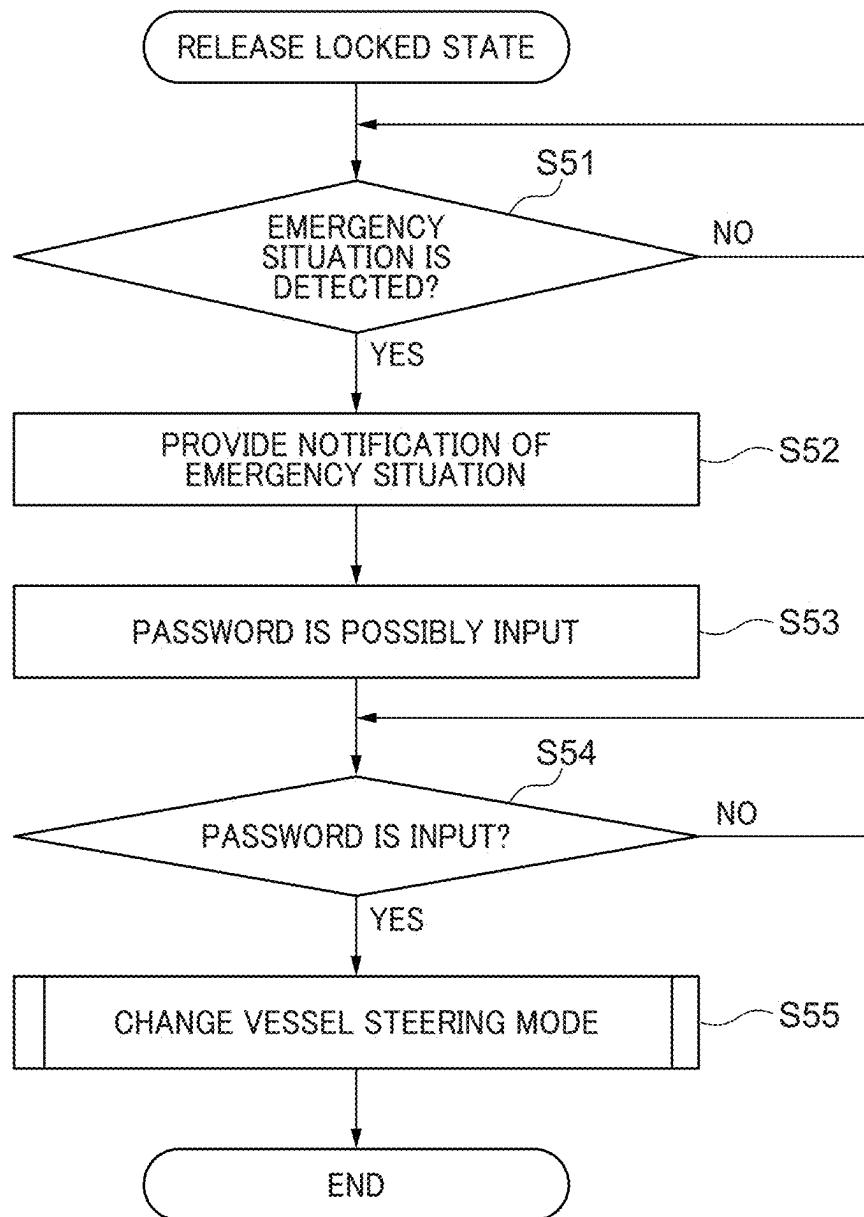 RELEASE LOCKED STATE
S51
EMERGENCY
SITUATION IS
DETECTED?
NO
YES
PROVIDE NOTIFICATION OF
EMERGENCY SITUATION
S52
PASSWORD IS POSSIBLY INPUT
S53
S54
PASSWORD IS INPUT?
NO
YES
CHANGE VESSEL STEERING MODE
S55
END